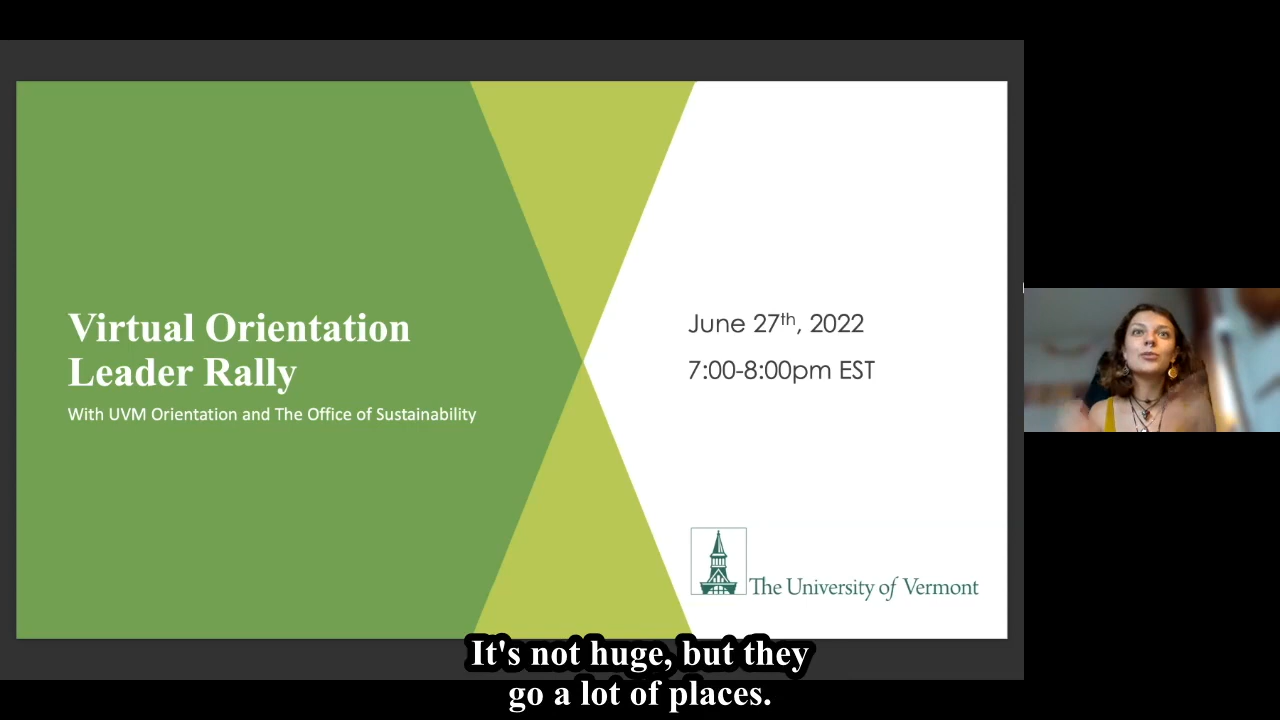 Virtual Orientation
Leader Rally
With UVM Orientation and The Office of Sustainability
June 27th, 2022
7:00-8:00pm EST
The University of Vermont
It's not huge, but they
go a lot of places.